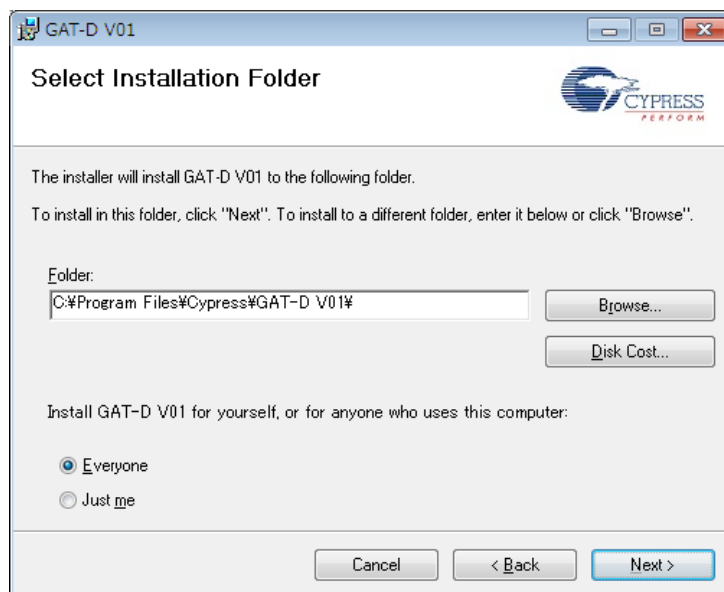 GAT-D V01
Select Installation Folder
CYPRESS
PERFORM
The installer will install GAT-D V01 to the following folder.
To install in this folder, click "Next". To install to a different folder, enter it below or click "Browse".
Folder:
C:¥Program Files¥Cypress¥GAT-D V01¥
Browse...
Disk Cost...
Install GAT-D V01 for yourself, or for anyone who uses this computer:
Everyone
Just me
Cancel
< Back
Next >